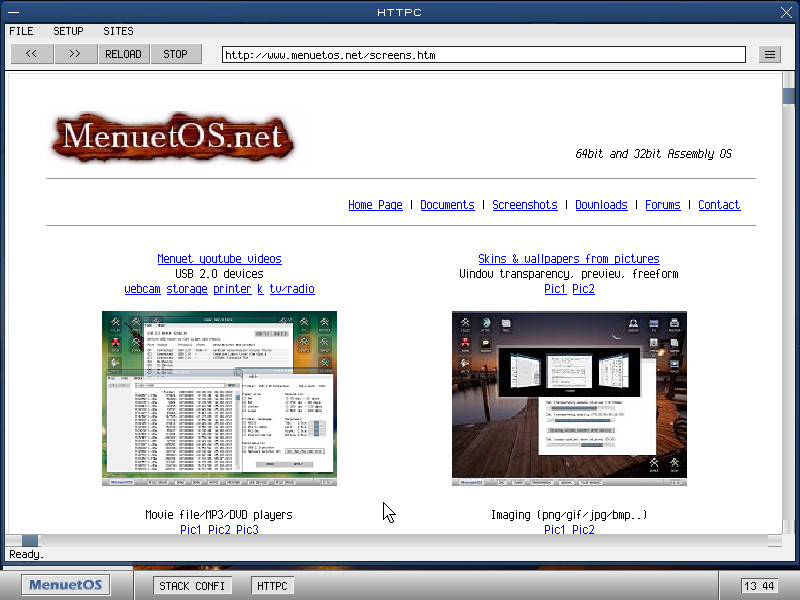 HTTPC
FILE SETUP SITES
<< >> RELOAD STOP http://www.menuetos.net/screens.htm
MenuetOS.net
64bit and 32bit Assembly OS
Home Page | Documents | Screenshots | Downloads | Forums | Contact
Menuet youtube videos
USB 2.0 devices
webcam storage printer k tv/radio
Skins & wallpapers from pictures
Window transparency, preview, freeform
Pic1 Pic2
Movie file/MP3/DVD players
Pic1 Pic2 Pic3
Imaging (png/gif/jpg/bmp..)
Pic1 Pic2
Ready.
MenuetOS STACK CONFI HTTPC 13 44